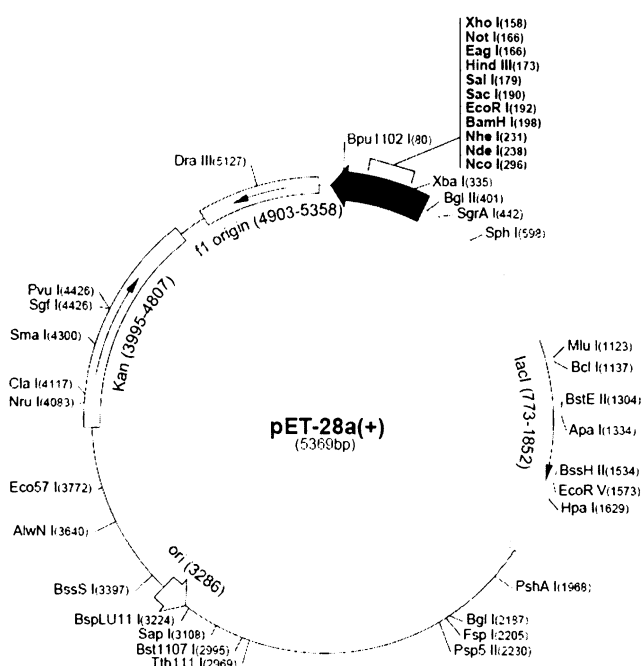 Xho I(158)
Not I(166)
Eag I(166)
Hind III(173)
Sal I(179)
Sac I(190)
EcoR I(192)
BamH I(198)
Nhe I(231)
Nde I(238)
Nco I(296)
Bpu1102 I(80)
Dra III(5127)
Xba I(335)
Bgl II(401)
SgrA I(442)
Sph I(598)
f1 origin (4903-5358)
Pvu I(4426)
Sgf I(4426)
Sma I(4300)
Kan (3995-4807)
Cla I(4117)
Nru I(4083)
Mlu I(1123)
Bcl I(1137)
BstE II(1304)
Apa I(1334)
lacI (773-1852)
BssH II(1534)
EcoR V(1573)
Hpa I(1629)
pET-28a(+)
(5369bp)
Eco57 I(3772)
AlwN I(3640)
ori (3286)
BssS I(3397)
PshA I(1968)
BspLU11 I(3224)
Sap I(3108)
Bst1107 I(2995)
Tth111 I(2969)
Bgl I(2187)
Fsp I(2205)
Psp5 II(2230)